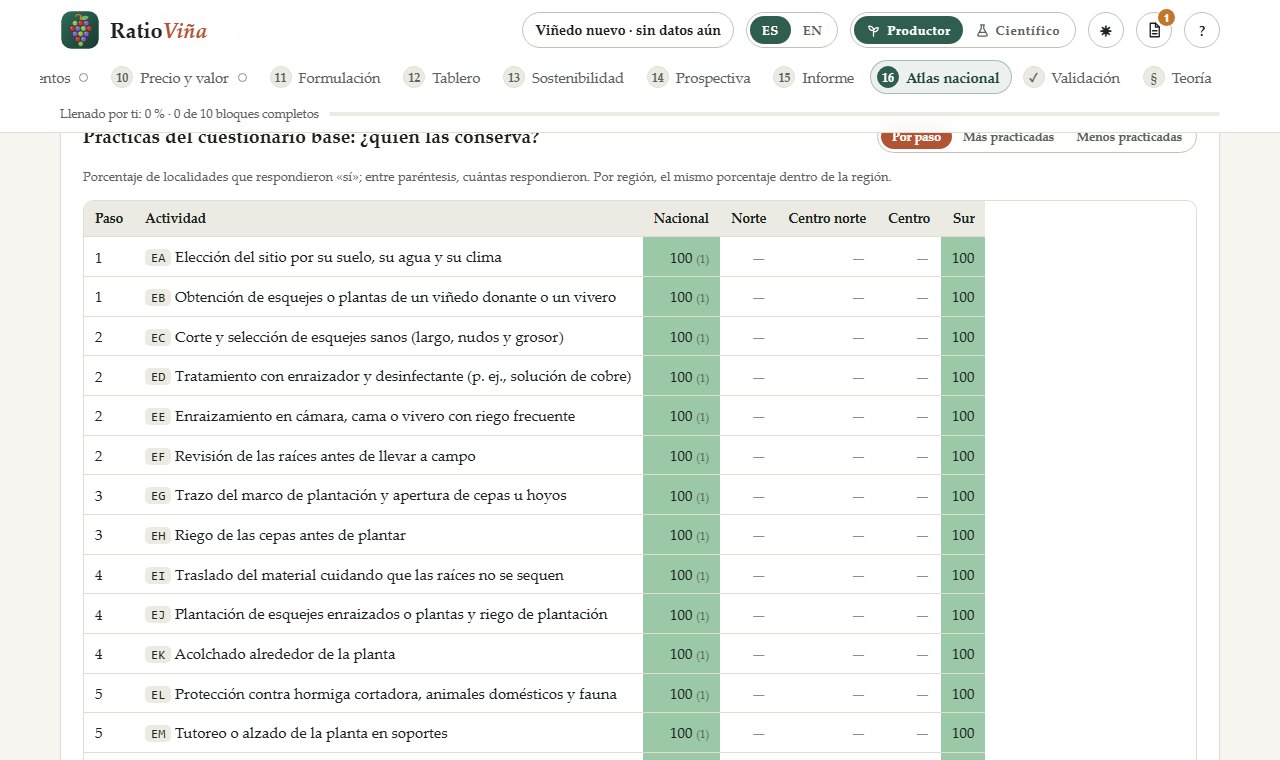 RatioViña
Viñedo nuevo · sin datos aún
ES EN
Productor Científico
1
?
entos
10 Precio y valor
11 Formulación
12 Tablero
13 Sostenibilidad
14 Prospectiva
15 Informe
16 Atlas nacional
✓ Validación
§ Teoría
Llenado por ti: 0 % · 0 de 10 bloques completos
Prácticas del cuestionario base: ¿quién las conserva?
Por paso Más practicadas Menos practicadas
Porcentaje de localidades que respondieron «sí»; entre paréntesis, cuántas respondieron. Por región, el mismo porcentaje dentro de la región.
Paso Actividad Nacional Norte Centro norte Centro Sur
1 EA Elección del sitio por su suelo, su agua y su clima 100 (1) — — — 100
1 EB Obtención de esquejes o plantas de un viñedo donante o un vivero 100 (1) — — — 100
2 EC Corte y selección de esquejes sanos (largo, nudos y grosor) 100 (1) — — — 100
2 ED Tratamiento con enraizador y desinfectante (p. ej., solución de cobre) 100 (1) — — — 100
2 EE Enraizamiento en cámara, cama o vivero con riego frecuente 100 (1) — — — 100
2 EF Revisión de las raíces antes de llevar a campo 100 (1) — — — 100
3 EG Trazo del marco de plantación y apertura de cepas u hoyos 100 (1) — — — 100
3 EH Riego de las cepas antes de plantar 100 (1) — — — 100
4 EI Traslado del material cuidando que las raíces no se sequen 100 (1) — — — 100
4 EJ Plantación de esquejes enraizados o plantas y riego de plantación 100 (1) — — — 100
4 EK Acolchado alrededor de la planta 100 (1) — — — 100
5 EL Protección contra hormiga cortadora, animales domésticos y fauna 100 (1) — — — 100
5 EM Tutoreo o alzado de la planta en soportes 100 (1) — — — 100